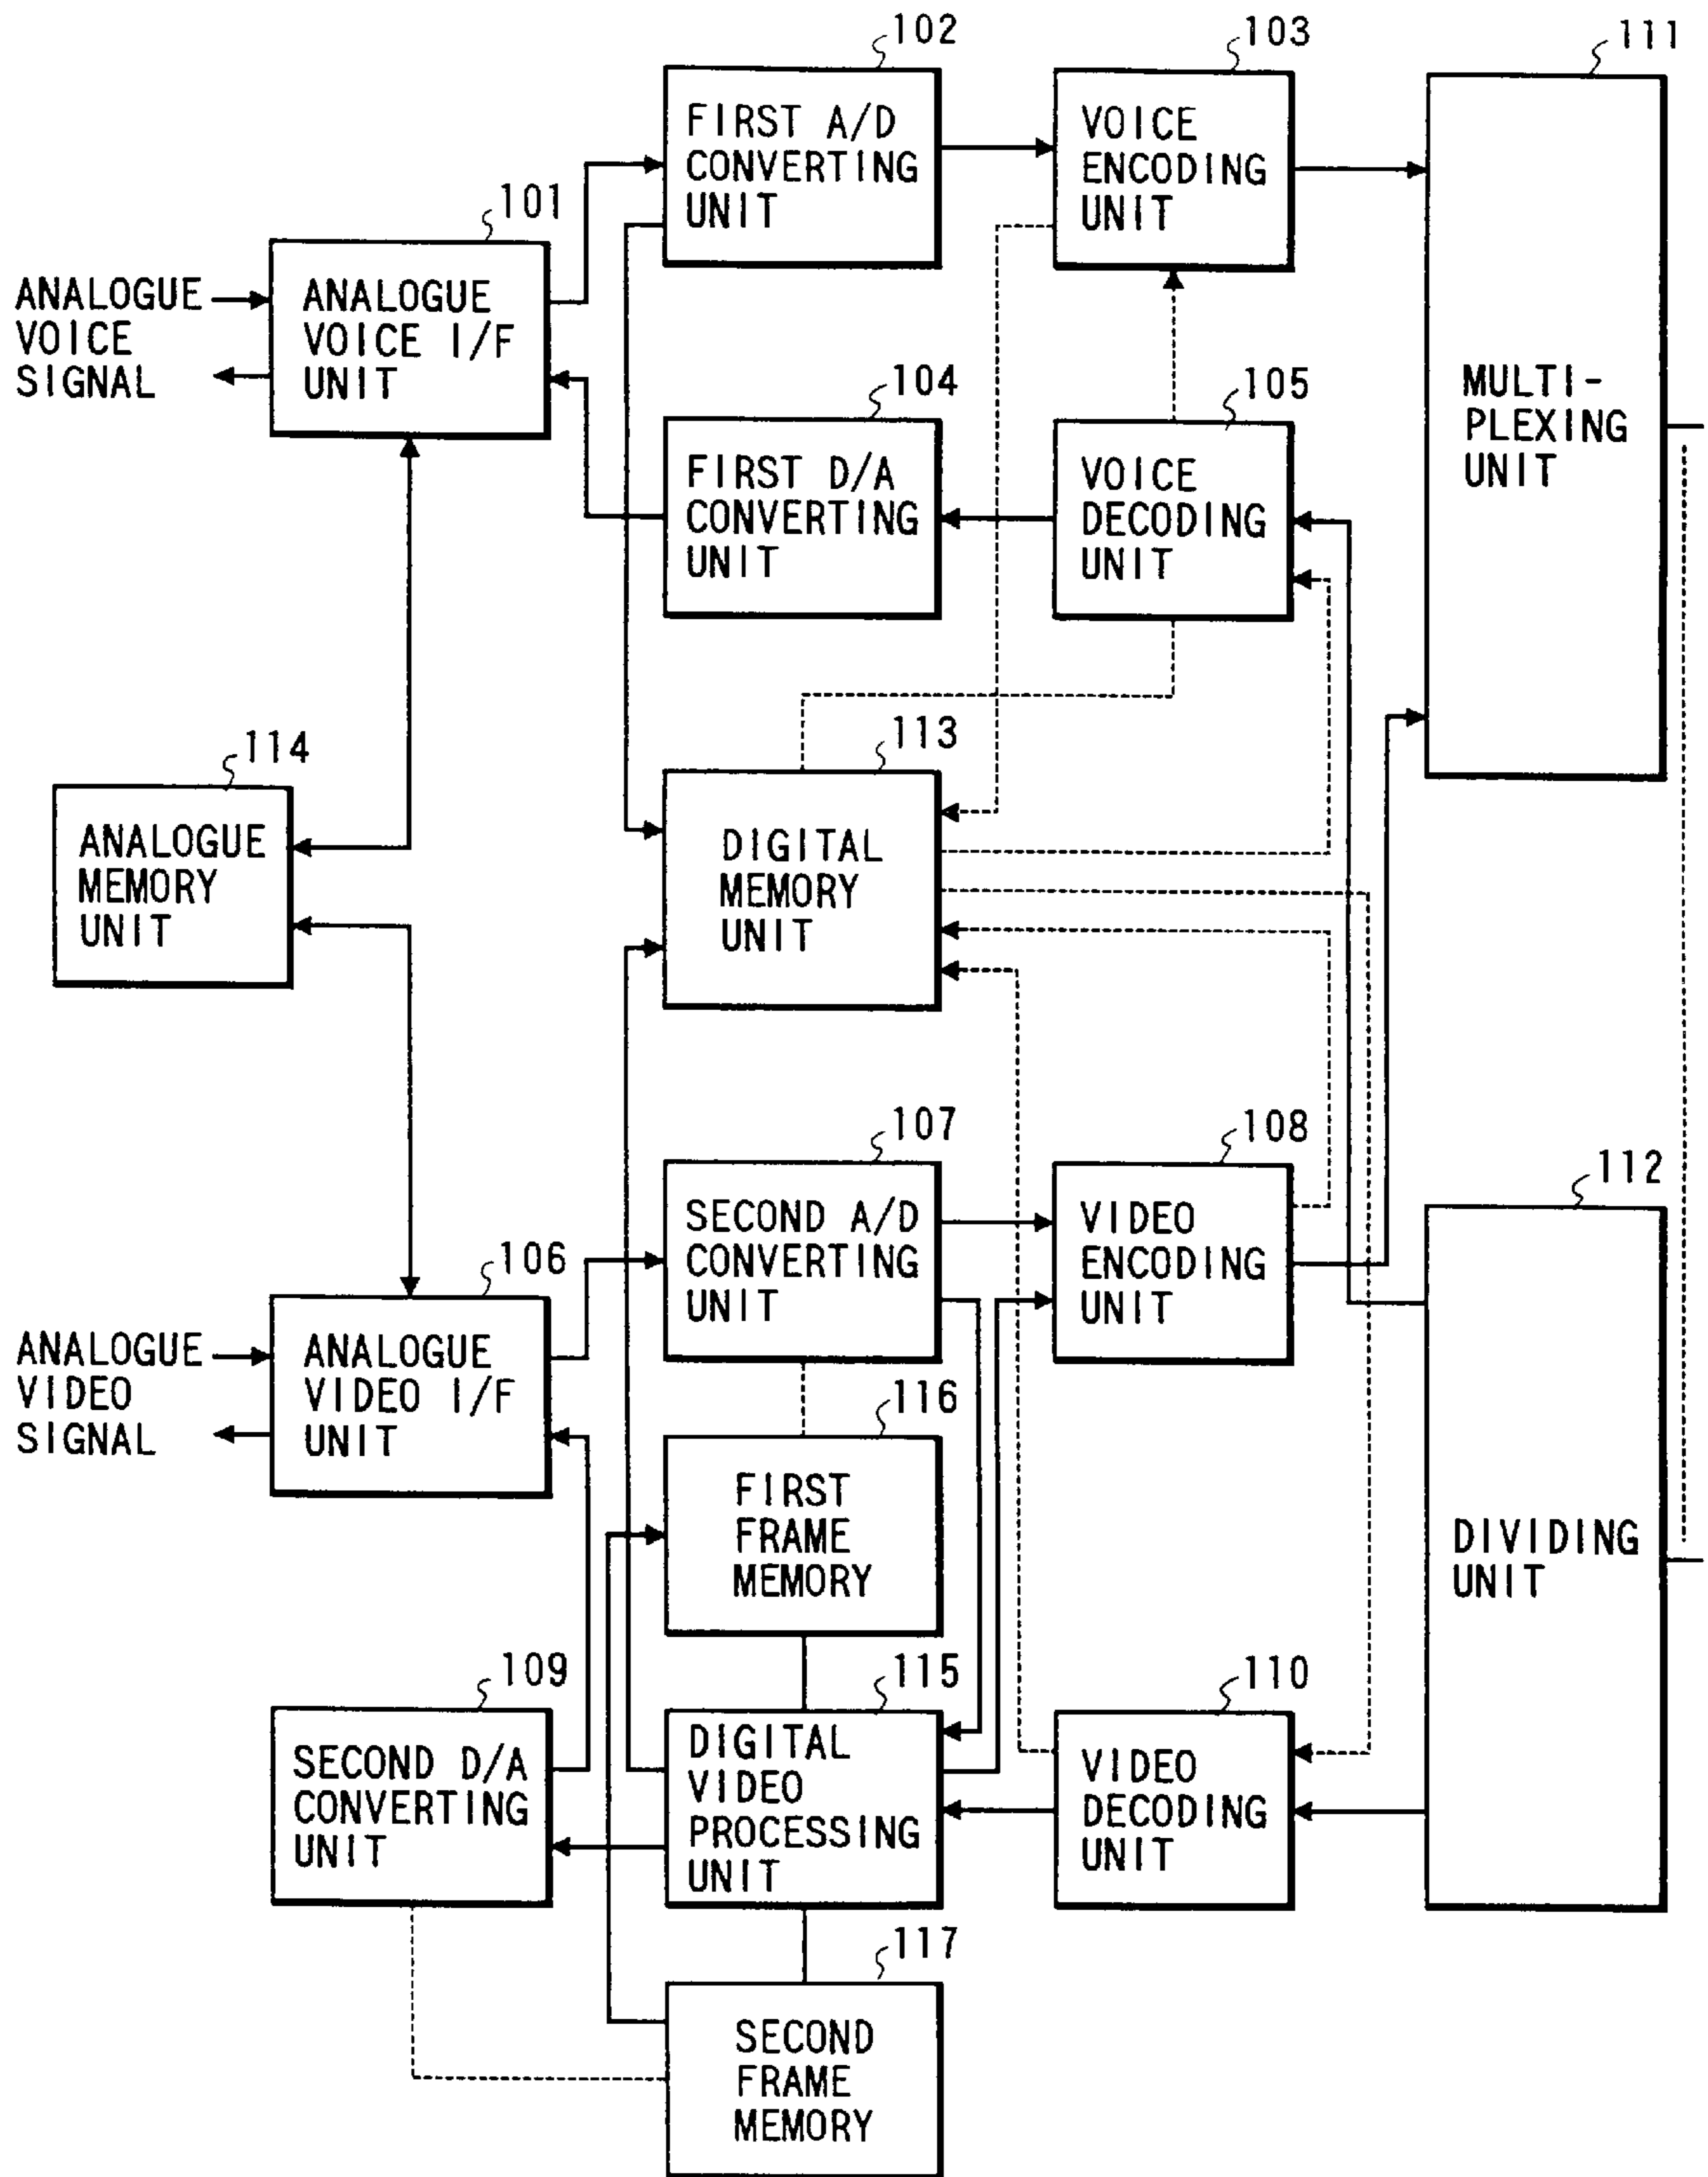 102
103
111
FIRST A/D
CONVERTING
UNIT
VOICE
ENCODING
UNIT
101
ANALOGUE
VOICE
SIGNAL
ANALOGUE
VOICE I/F
UNIT
104
105
MULTI-
PLEXING
UNIT
FIRST D/A
CONVERTING
UNIT
VOICE
DECODING
UNIT
114
113
ANALOGUE
MEMORY
UNIT
DIGITAL
MEMORY
UNIT
107
108
112
SECOND A/D
CONVERTING
UNIT
VIDEO
ENCODING
UNIT
106
ANALOGUE
VIDEO
SIGNAL
ANALOGUE
VIDEO I/F
UNIT
116
FIRST
FRAME
MEMORY
DIVIDING
UNIT
109
115
110
SECOND D/A
CONVERTING
UNIT
DIGITAL
VIDEO
PROCESSING
UNIT
VIDEO
DECODING
UNIT
117
SECOND
FRAME
MEMORY